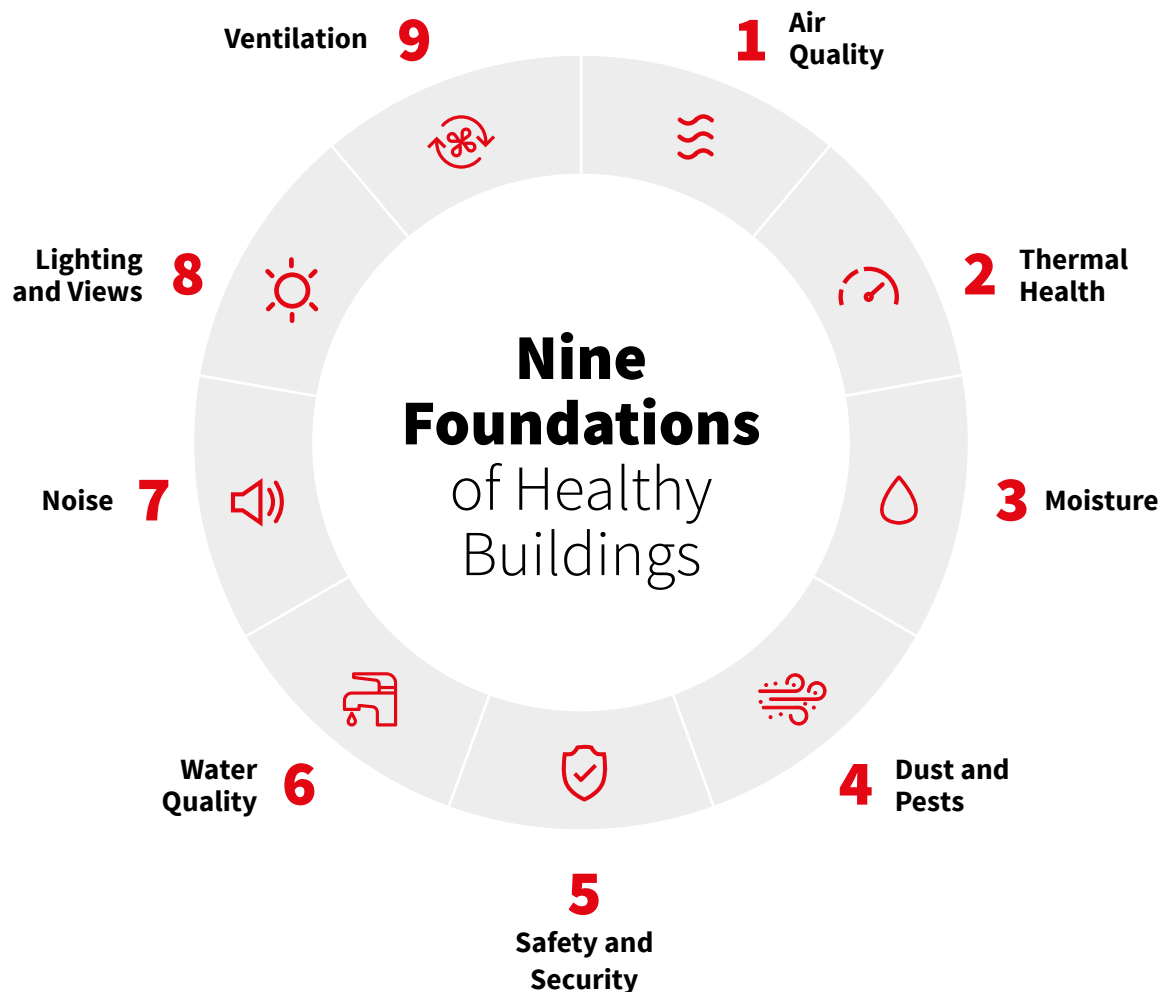 Nine
Foundations
of Healthy
Buildings
1
Air
Quality
2
Thermal
Health
3
Moisture
4
Dust and
Pests
5
Safety and
Security
6
Water
Quality
7
Noise
8
Lighting
and Views
9
Ventilation